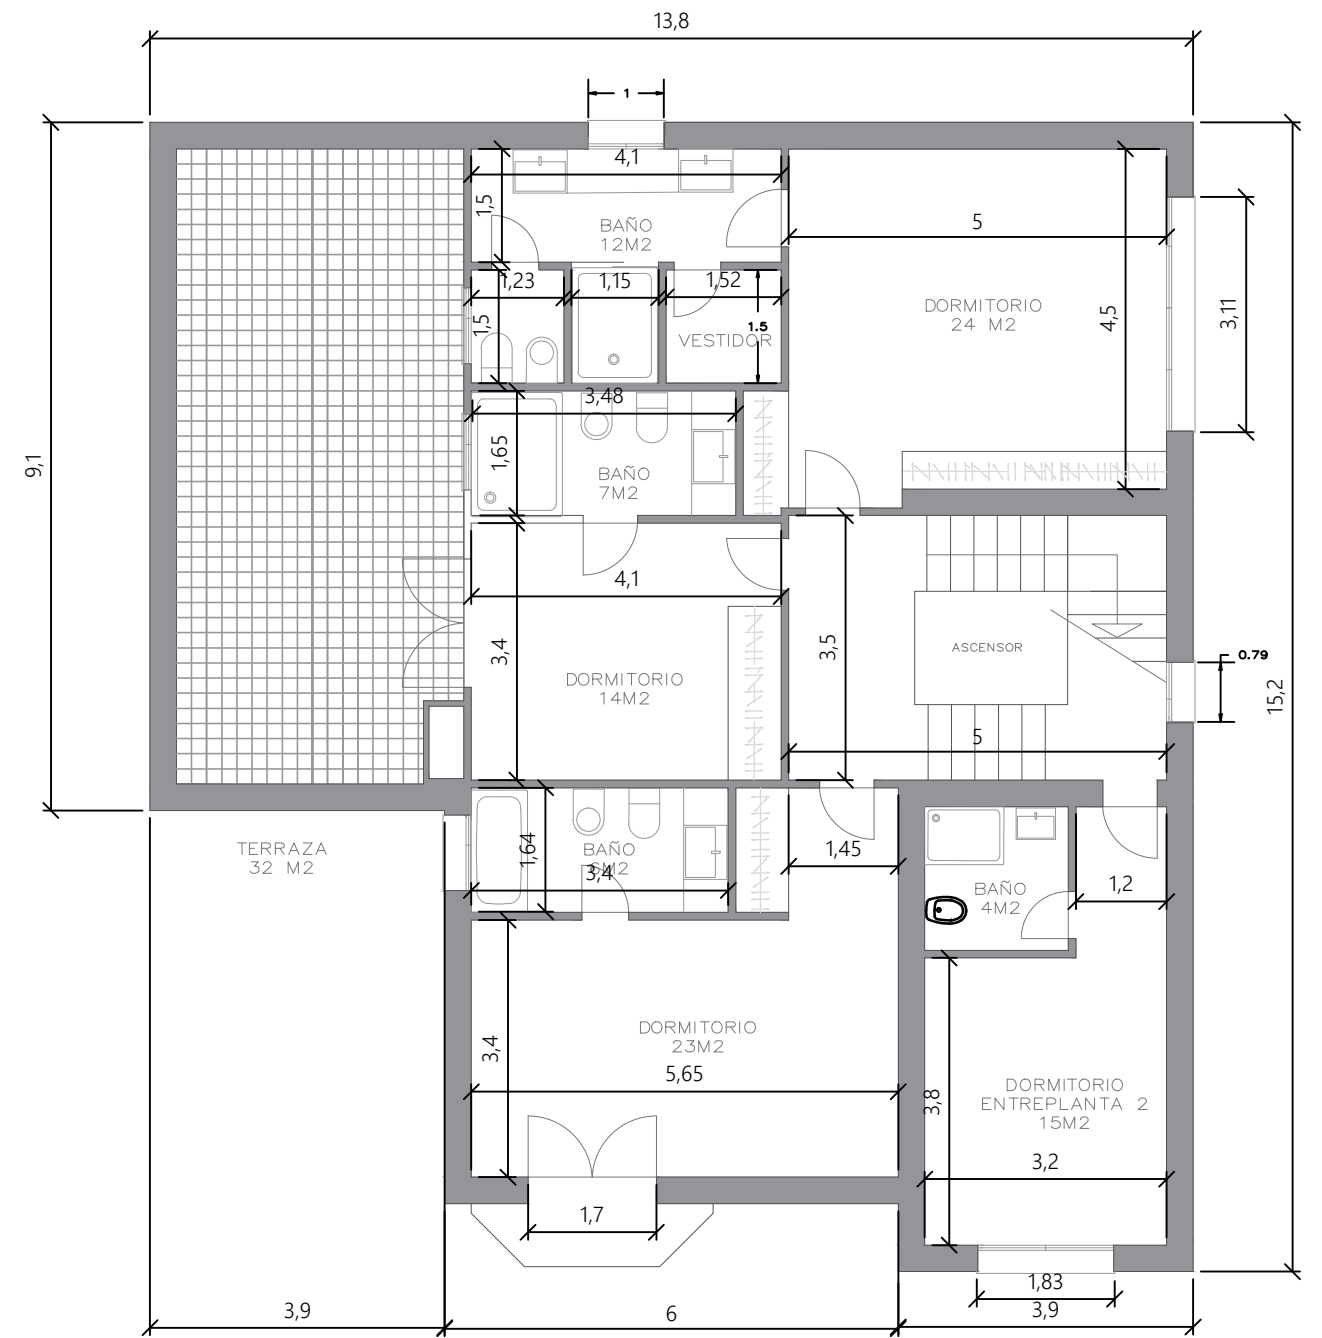 13,8
1
4,1
1,5
BAÑO
12M2
5
1,23
1,15
1,52
1,5
1.5
VESTIDOR
DORMITORIO
24 M2
4,5
3,11
3,48
1,65
BAÑO
7M2
9,1
4,1
3,4
DORMITORIO
14M2
3,5
ASCENSOR
0.79
15,2
5
TERRAZA
32 M2
1,64
BAÑO
6M2
3,4
1,45
BAÑO
4M2
1,2
DORMITORIO
23M2
3,4
5,65
DORMITORIO
ENTREPLANTA 2
15M2
3,8
3,2
1,7
1,83
3,9
6
3,9